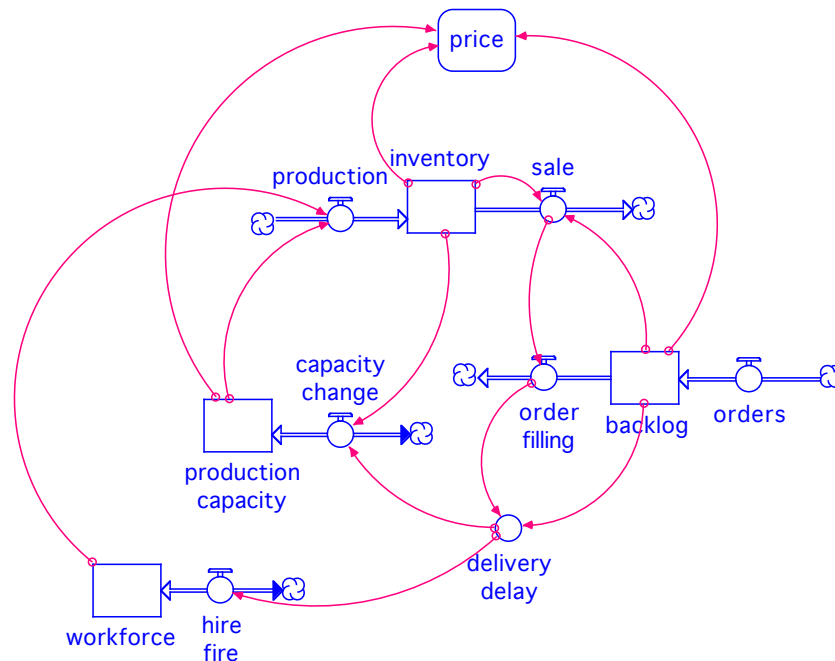 price
inventory
sale
production
capacity
change
order
filling
backlog
orders
production
capacity
delivery
delay
workforce
hire
fire